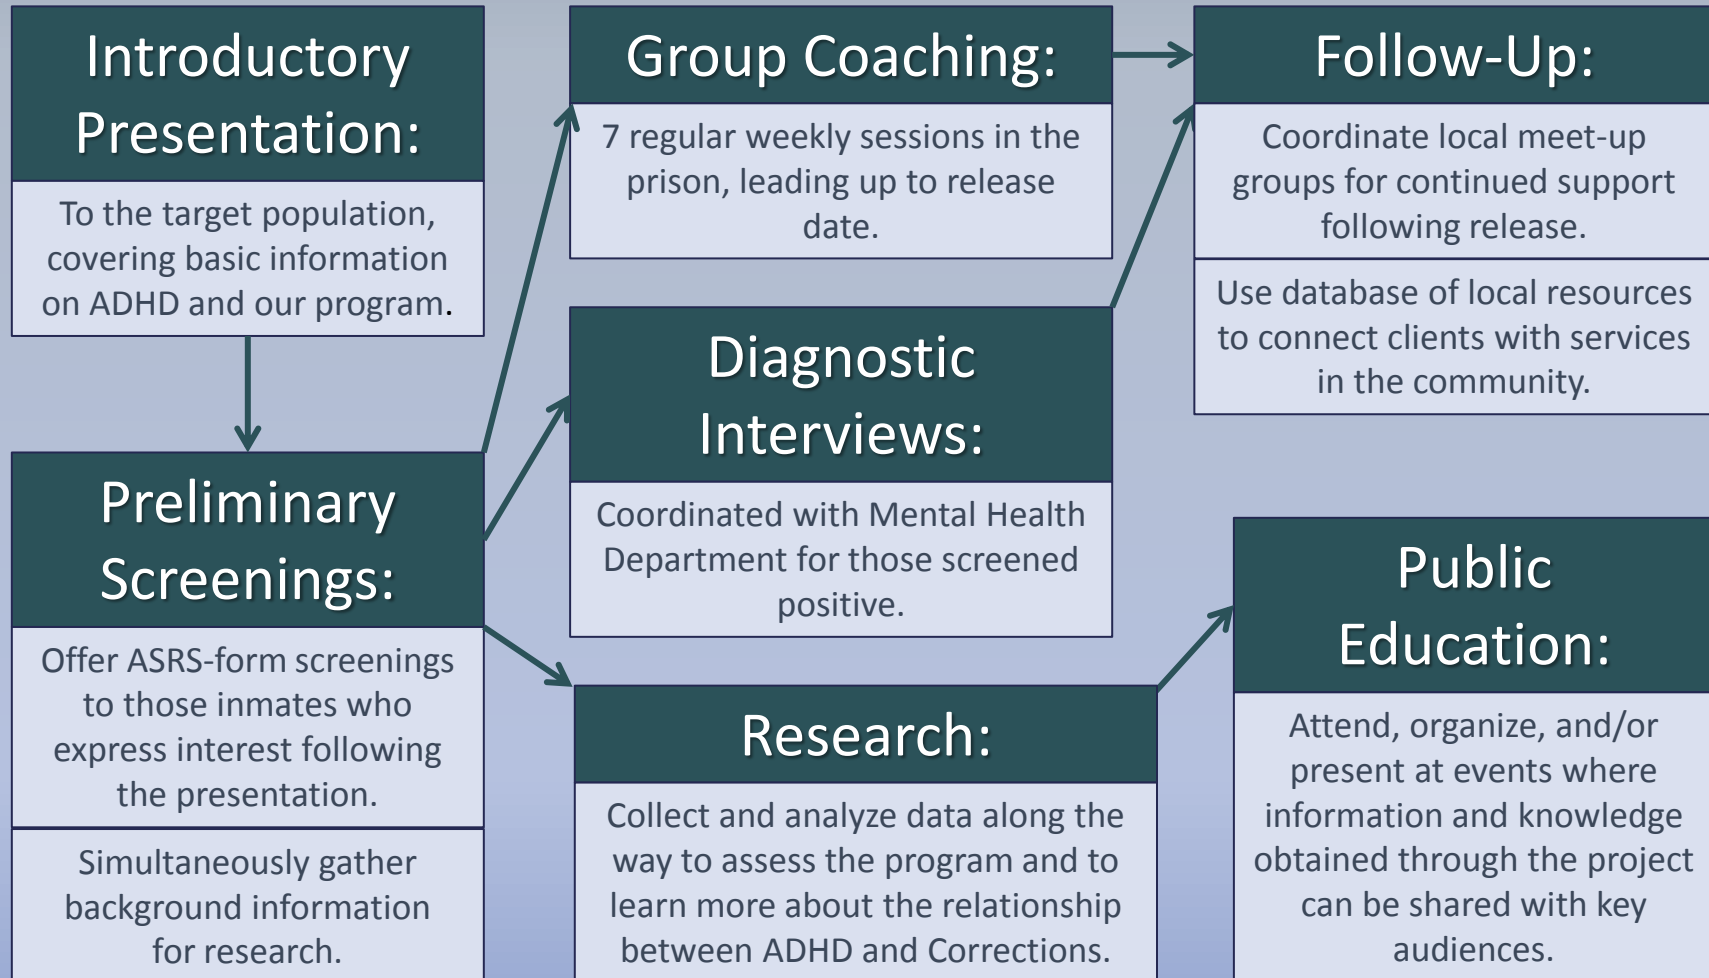 Introductory
Presentation:
To the target population,
covering basic information
on ADHD and our program.
Preliminary
Screenings:
Offer ASRS-form screenings
to those inmates who
express interest following
the presentation.
Simultaneously gather
background information
for research.
Group Coaching:
7 regular weekly sessions in the
prison, leading up to release
date.
Diagnostic
Interviews:
Coordinated with Mental Health
Department for those screened
positive.
Research:
Collect and analyze data along the
way to assess the program and to
learn more about the relationship
between ADHD and Corrections.
Follow-Up:
Coordinate local meet-up
groups for continued support
following release.
Use database of local resources
to connect clients with services
in the community.
Public
Education:
Attend, organize, and/or
present at events where
information and knowledge
obtained through the project
can be shared with key
audiences.